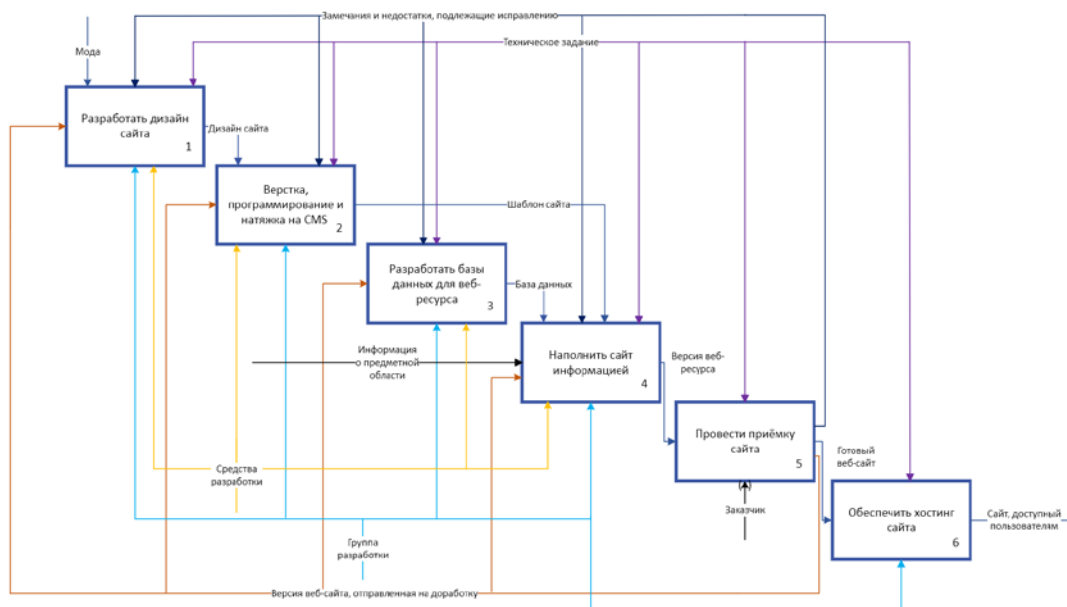 Замечания и недостатки, подлежащие исправлению
Техническое задание
Мода
Разработать дизайн
сайта
1
Дизайн сайта
Верстка,
программирование и
натяжка на CMS
2
Шаблон сайта
Разработать базы
данных для веб-
ресурса
3
База данных
Информация
о предметной
области
Наполнить сайт
информацией
4
Версия веб-
ресурса
Провести приёмку
сайта
5
Готовый
веб-сайт
Средства
разработки
Заказчик
Обеспечить хостинг
сайта
6
Сайт, доступный
пользователям
Группа
разработки
Версия веб-сайта, отправленная на доработку